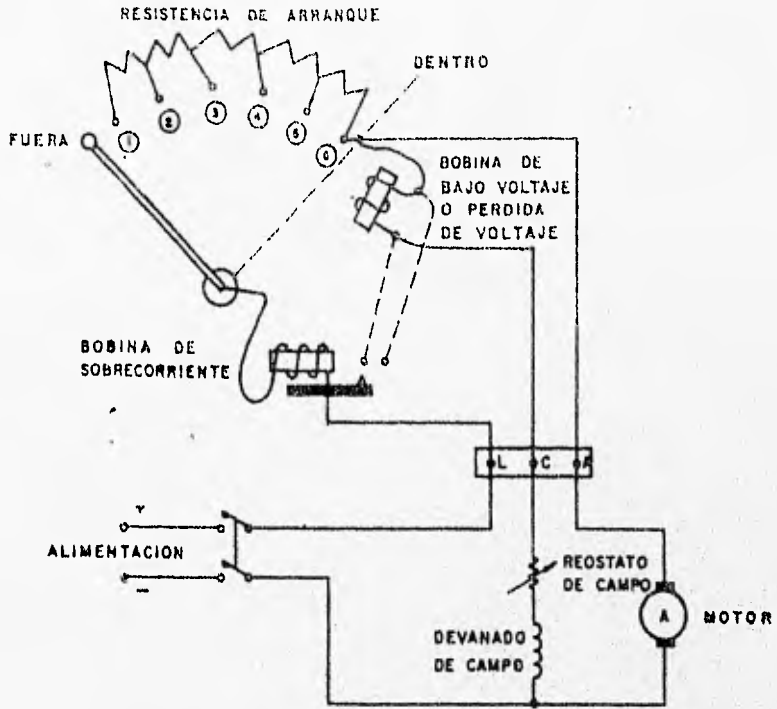 RESISTENCIA DE ARRANQUE
DENTRO
1
2
3
4
5
6
FUERA
BOBINA DE
BAJO VOLTAJE
O PERDIDA
DE VOLTAJE
BOBINA DE
SOBRECORRIENTE
L C A
+
ALIMENTACION
−
REOSTATO
DE CAMPO
A
MOTOR
DEVANADO
DE CAMPO